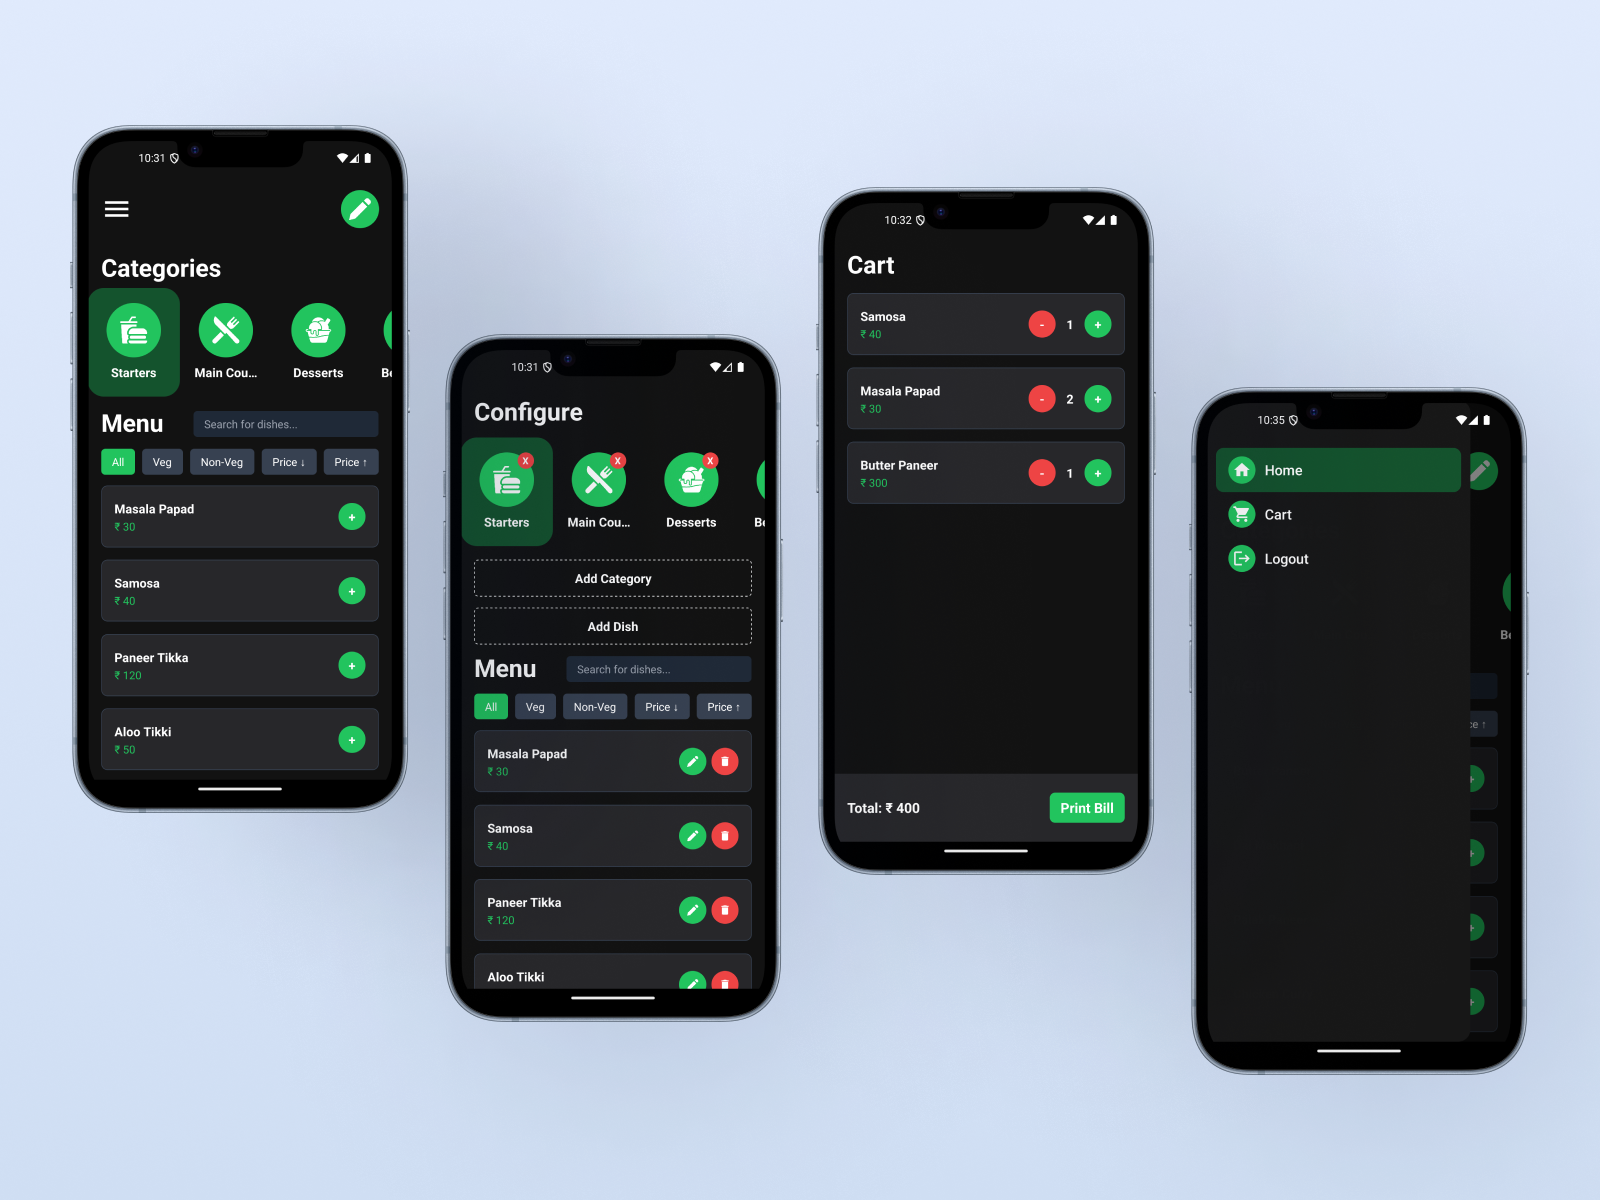 10:31
Categories
Starters
Main Cou...
Desserts
Be
Menu
Search for dishes...
All
Veg
Non-Veg
Price ↓
Price ↑
Masala Papad
₹ 30
+
Samosa
₹ 40
+
Paneer Tikka
₹ 120
+
Aloo Tikki
₹ 50
+
10:31
Configure
X
X
X
Starters
Main Cou...
Desserts
Be
Add Category
Add Dish
Menu
Search for dishes...
All
Veg
Non-Veg
Price ↓
Price ↑
Masala Papad
₹ 30
Samosa
₹ 40
Paneer Tikka
₹ 120
Aloo Tikki
10:32
Cart
Samosa
₹ 40
- 1 +
Masala Papad
₹ 30
- 2 +
Butter Paneer
₹ 300
- 1 +
Total: ₹ 400
Print Bill
10:35
Home
Cart
Logout
Be
ce ↑
+
+
+
+